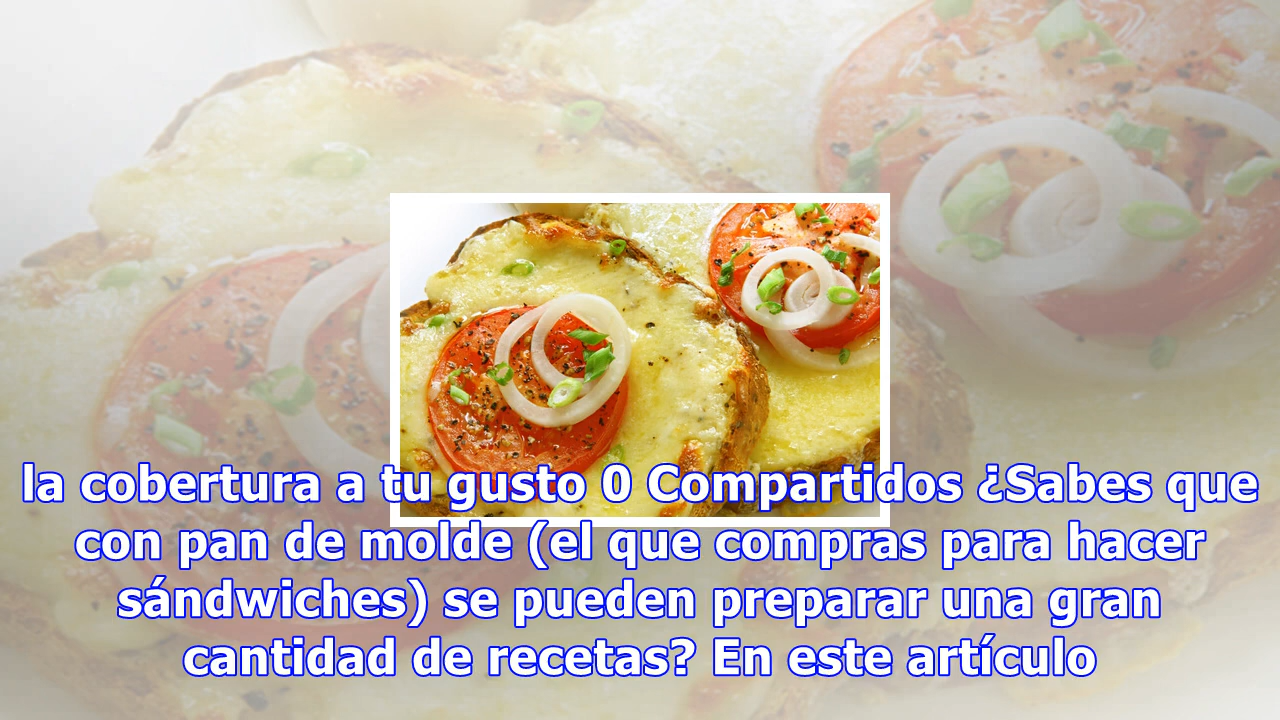 la cobertura a tu gusto 0 Compartidos ¿Sabes que
con pan de molde (el que compras para hacer
sándwiches) se pueden preparar una gran
cantidad de recetas? En este artículo